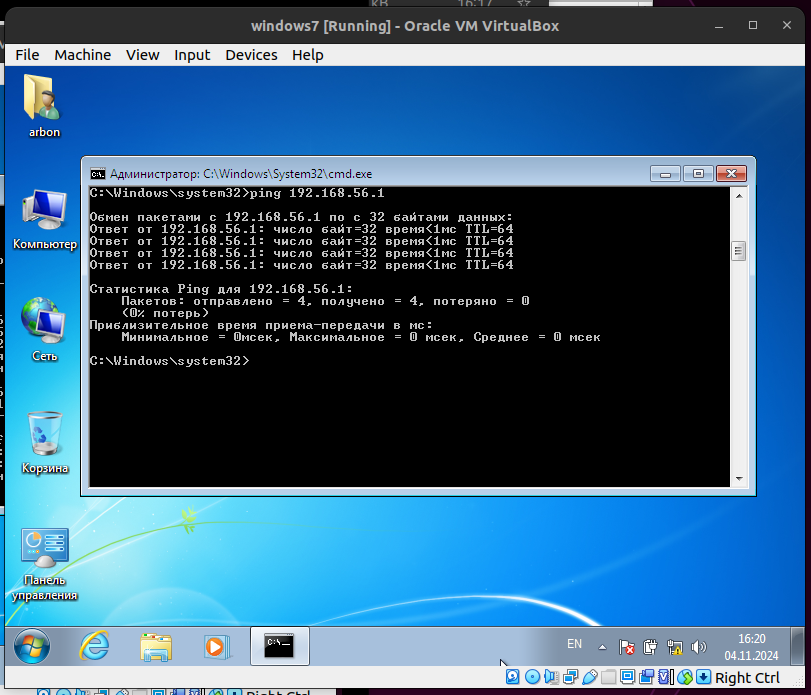 windows7 [Running] - Oracle VM VirtualBox
File Machine View Input Devices Help
arbon
Компьютер
Сеть
Корзина
Панель
управления
Администратор: C:\Windows\System32\cmd.exe
C:\Windows\system32>ping 192.168.56.1
Обмен пакетами с 192.168.56.1 по с 32 байтами данных:
Ответ от 192.168.56.1: число байт=32 время<1мс TTL=64
Ответ от 192.168.56.1: число байт=32 время<1мс TTL=64
Ответ от 192.168.56.1: число байт=32 время<1мс TTL=64
Ответ от 192.168.56.1: число байт=32 время<1мс TTL=64
Статистика Ping для 192.168.56.1:
Пакетов: отправлено = 4, получено = 4, потеряно = 0
(0% потерь)
Приблизительное время приема-передачи в мс:
Минимальное = 0мсек, Максимальное = 0 мсек, Среднее = 0 мсек
C:\Windows\system32>
EN
16:20
04.11.2024
Right Ctrl